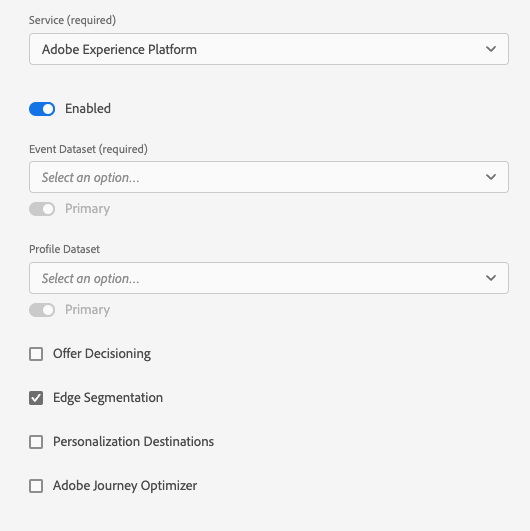 Service (required)
Adobe Experience Platform
Enabled
Event Dataset (required)
Select an option...
Primary
Profile Dataset
Select an option...
Primary
Offer Decisioning
Edge Segmentation
Personalization Destinations
Adobe Journey Optimizer